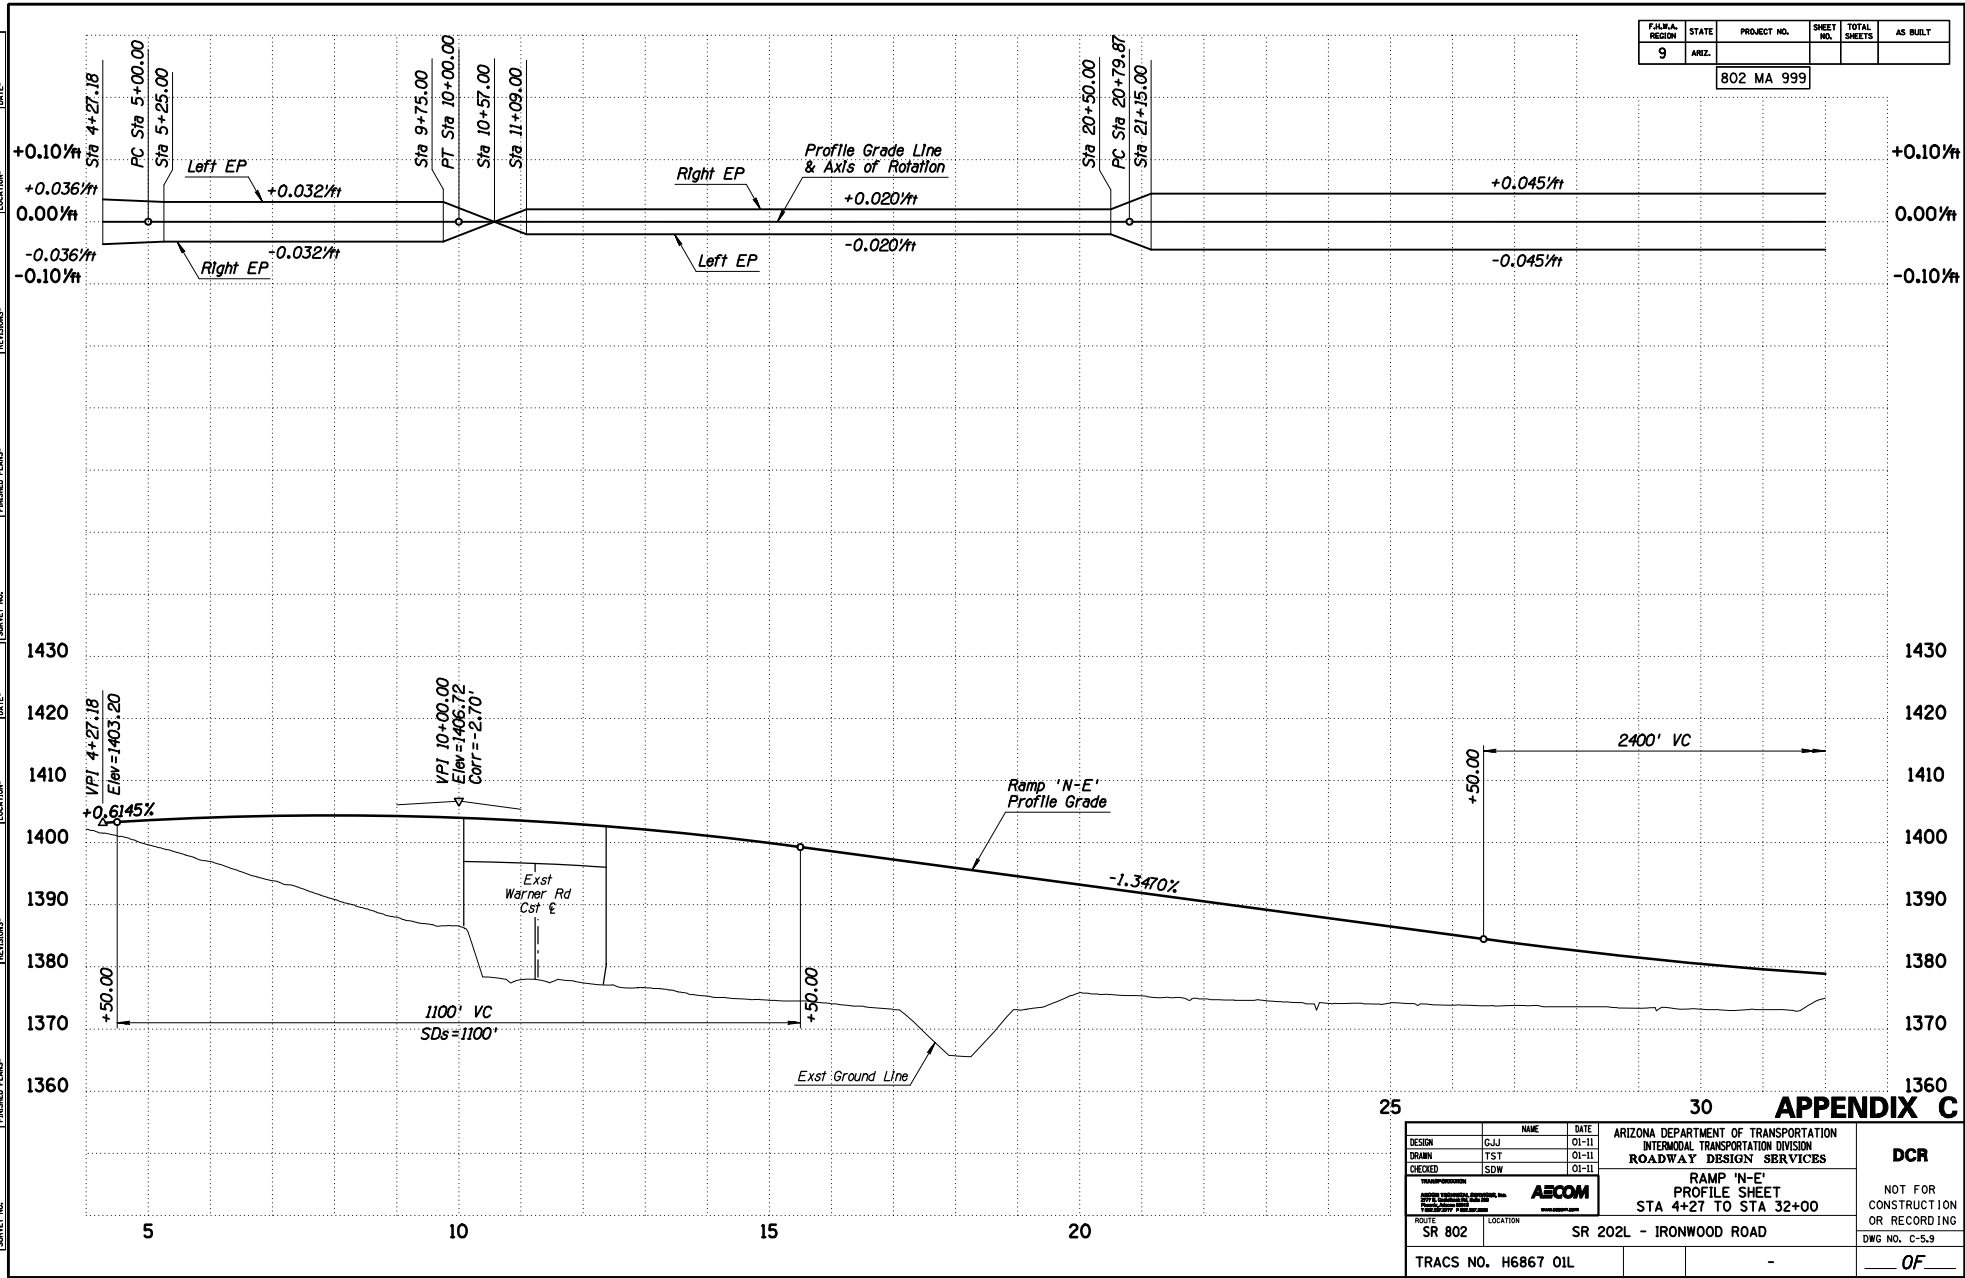 F.H.W.A. REGION
STATE
PROJECT NO.
SHEET NO.
TOTAL SHEETS
AS BUILT
9
ARIZ.
802 MA 999
Sta 4+27.18
PC Sta 5+00.00
Sta 5+25.00
Sta 9+75.00
PT Sta 10+00.00
Sta 10+57.00
Sta 11+09.00
Sta 20+50.00
PC Sta 20+79.87
Sta 21+15.00
+0.10'/ft
+0.036'/ft
0.00'/ft
-0.036'/ft
-0.10'/ft
Left EP
+0.032'/ft
-0.032'/ft
Right EP
Right EP
Profile Grade Line
& Axis of Rotation
+0.020'/ft
-0.020'/ft
Left EP
+0.045'/ft
-0.045'/ft
+0.10'/ft
0.00'/ft
-0.10'/ft
1430
1420
1410
1400
1390
1380
1370
1360
1430
1420
1410
1400
1390
1380
1370
1360
VPI 4+27.18
Elev=1403.20
+0.6145%
VPI 10+00.00
Elev=1406.72
Corr=-2.70'
Ramp 'N-E'
Profile Grade
-1.3470%
2400' VC
+50.00
Exst
Warner Rd
Cst ℄
+50.00
1100' VC
SDs=1100'
+50.00
Exst Ground Line
5
10
15
20
25
30
APPENDIX C
NAME
DATE
DESIGN
GJJ
01-11
DRAWN
TST
01-11
CHECKED
SDW
01-11
ARIZONA DEPARTMENT OF TRANSPORTATION
INTERMODAL TRANSPORTATION DIVISION
ROADWAY DESIGN SERVICES
TRANSPORTATION
AECOM
RAMP 'N-E'
PROFILE SHEET
STA 4+27 TO STA 32+00
DCR
NOT FOR
CONSTRUCTION
OR RECORDING
ROUTE
SR 802
LOCATION
SR 202L - IRONWOOD ROAD
DWG NO. C-5.9
TRACS NO. H6867 01L
-
OF